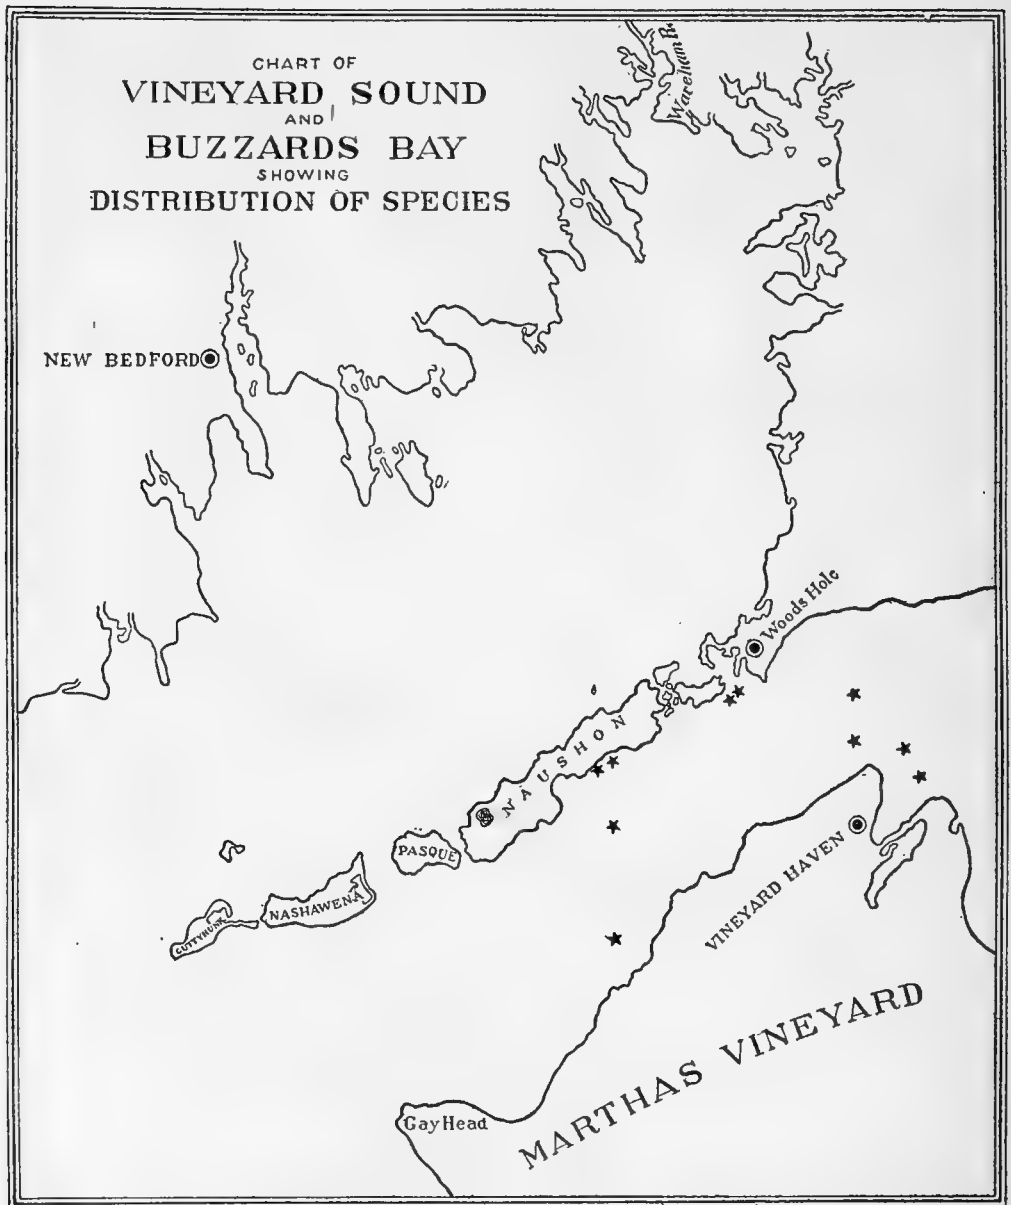 CHART OF
VINEYARD SOUND
AND
BUZZARDS BAY
SHOWING
DISTRIBUTION OF SPECIES
Wareham R.
NEW BEDFORD
Woods Hole
NAUSHON
PASQUE
NASHAWENA
CUTTYHUNK
VINEYARD HAVEN
MARTHAS VINEYARD
Gay Head